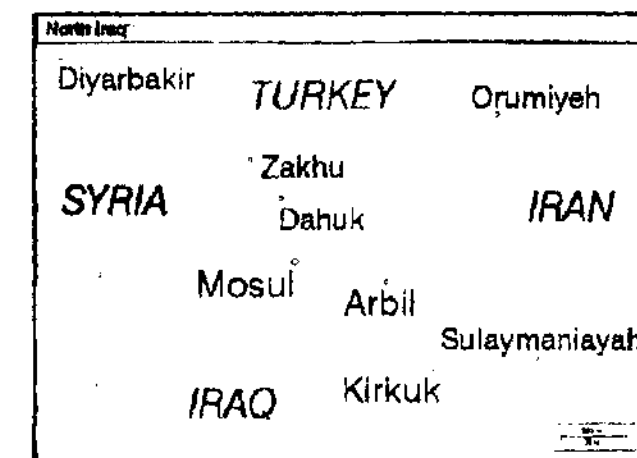 North Iraq
Diyarbakir
TURKEY
Orumiyeh
Zakhu
SYRIA
IRAN
Dahuk
Mosul
Arbil
Sulaymaniayah
IRAQ
Kirkuk